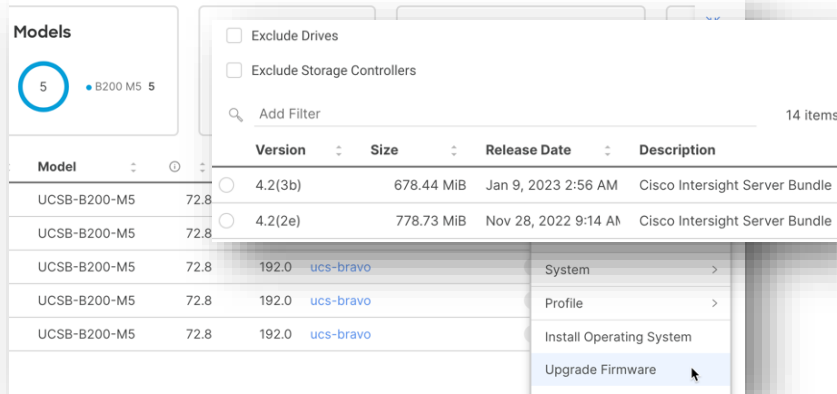 Models
5
B200 M5 5
Exclude Drives
Exclude Storage Controllers
Add Filter
14 items
Version Size Release Date Description
4.2(3b) 678.44 MiB Jan 9, 2023 2:56 AM Cisco Intersight Server Bundle
4.2(2e) 778.73 MiB Nov 28, 2022 9:14 AM Cisco Intersight Server Bundle
Model
UCSB-B200-M5 72.8
UCSB-B200-M5 72.8
UCSB-B200-M5 72.8 192.0 ucs-bravo
UCSB-B200-M5 72.8 192.0 ucs-bravo
UCSB-B200-M5 72.8 192.0 ucs-bravo
System
Profile
Install Operating System
Upgrade Firmware